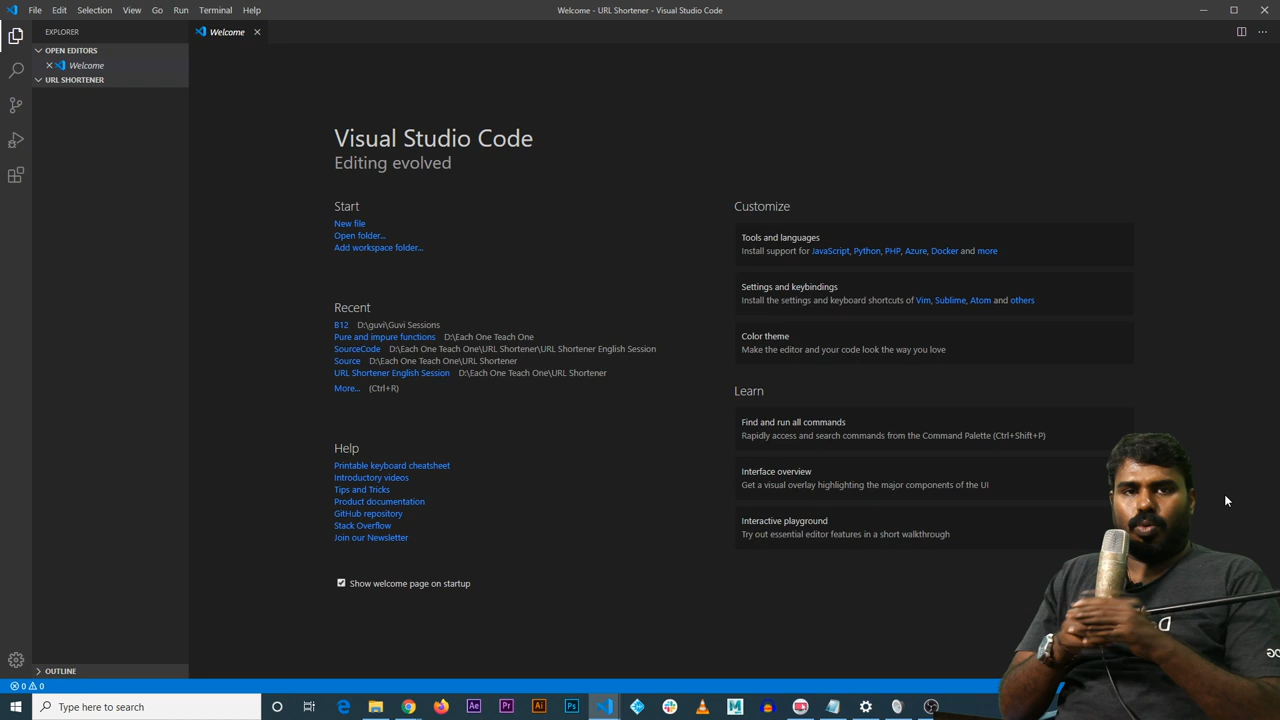 File Edit Selection View Go Run Terminal Help
Welcome - URL Shortener - Visual Studio Code
EXPLORER
OPEN EDITORS
Welcome
URL SHORTENER
OUTLINE
Welcome
Visual Studio Code
Editing evolved
Start
New file
Open folder...
Add workspace folder...
Recent
B12 D:\guvi\Guvi Sessions
Pure and impure functions D:\Each One Teach One
SourceCode D:\Each One Teach One\URL Shortener\URL Shortener English Session
Source D:\Each One Teach One\URL Shortener
URL Shortener English Session D:\Each One Teach One\URL Shortener
More... (Ctrl+R)
Help
Printable keyboard cheatsheet
Introductory videos
Tips and Tricks
Product documentation
GitHub repository
Stack Overflow
Join our Newsletter
Show welcome page on startup
Customize
Tools and languages
Install support for JavaScript, Python, PHP, Azure, Docker and more
Settings and keybindings
Install the settings and keyboard shortcuts of Vim, Sublime, Atom and others
Color theme
Make the editor and your code look the way you love
Learn
Find and run all commands
Rapidly access and search commands from the Command Palette (Ctrl+Shift+P)
Interface overview
Get a visual overlay highlighting the major components of the UI
Interactive playground
Try out essential editor features in a short walkthrough
0 0
Type here to search
Ae Pr Ai Ps